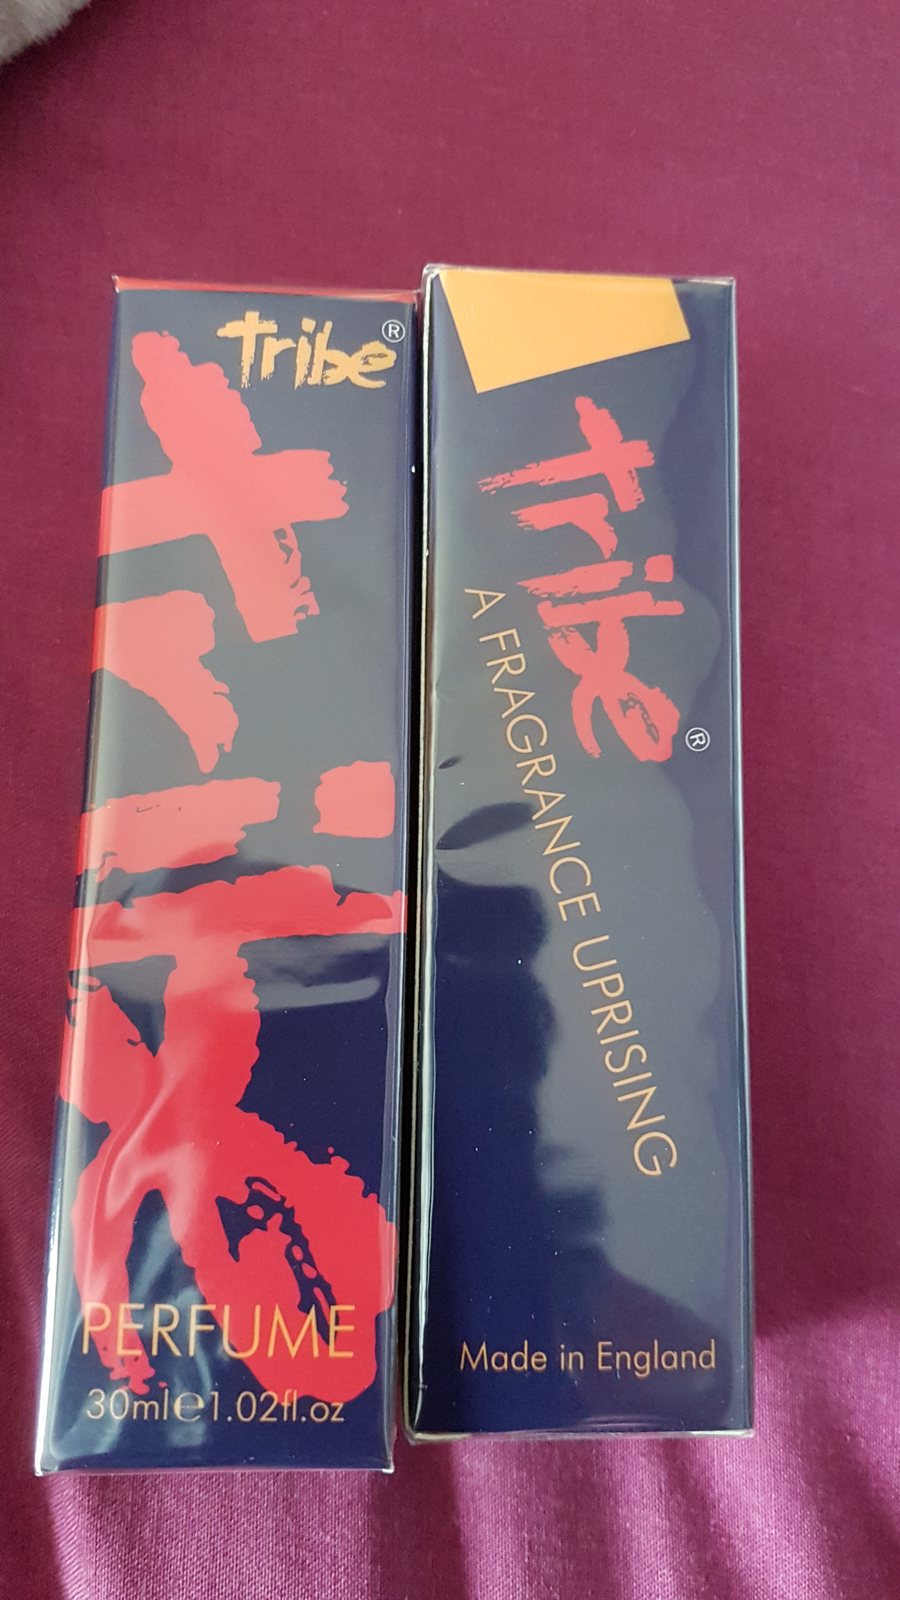 tribe®
tribe
PERFUME
30ml℮1.02fl.oz
tribe®
A FRAGRANCE UPRISING
Made in England